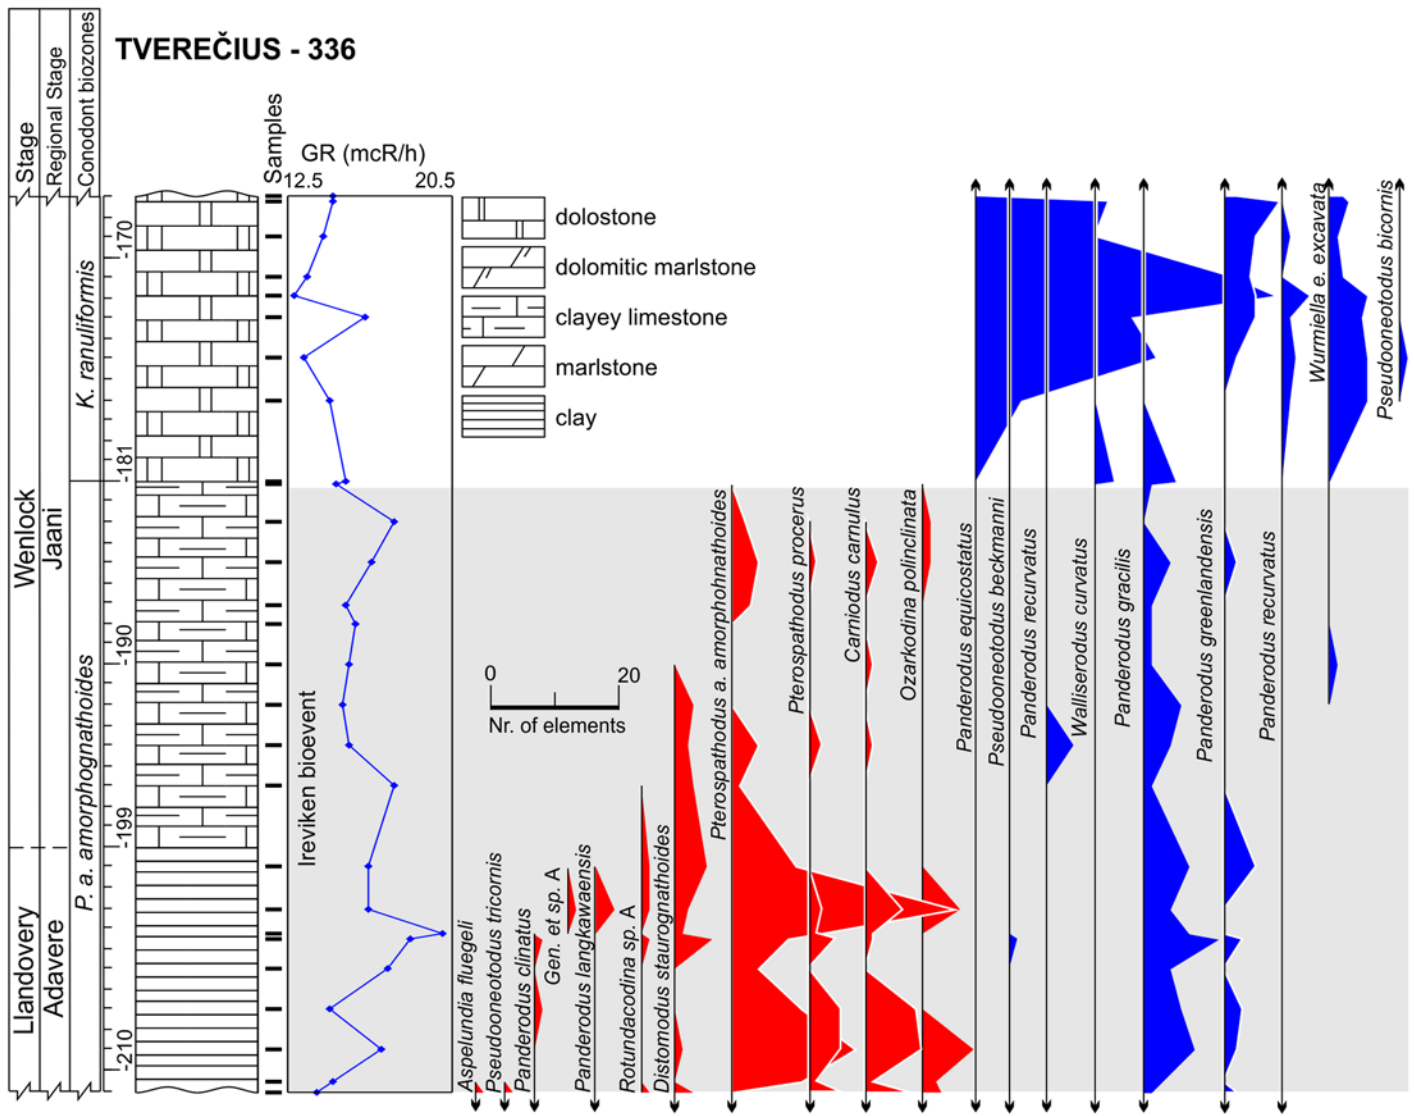 TVEREČIUS - 336
Stage
Regional Stage
Conodont biozones
Samples
GR (mcR/h)
12.5 20.5
dolostone
dolomitic marlstone
clayey limestone
marlstone
clay
Wenlock
Llandovery
Jaani
Adavere
K. ranuliformis
P. a. amorphognathoides
-170
-181
-190
-199
-210
Ireviken bioevent
0 20
Nr. of elements
Aspelundia fluegeli
Pseudooneotodus tricornis
Panderodus clinatus
Gen. et sp. A
Panderodus langkawaensis
Rotundacodina sp. A
Distomodus staurognathoides
Pterospathodus a. amorphohnathoides
Pterospathodus procerus
Carniodus carnulus
Ozarkodina polinclinata
Panderodus equicostatus
Pseudooneotodus beckmanni
Panderodus recurvatus
Walliserodus curvatus
Panderodus gracilis
Panderodus greenlandensis
Panderodus recurvatus
Wurmiella e. excavata
Pseudooneotodus bicornis